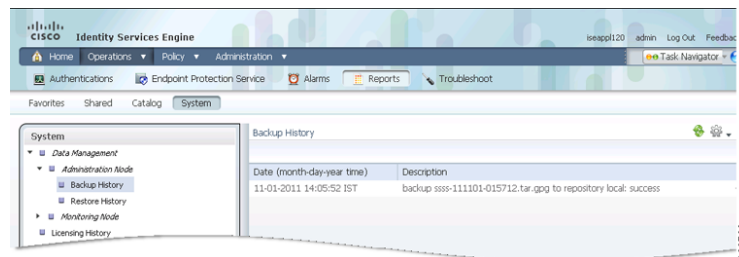 CISCO Identity Services Engine
iseappl120 admin Log Out Feedbac
Home Operations Policy Administration Task Navigator
Authentications Endpoint Protection Service Alarms Reports Troubleshoot
Favorites Shared Catalog System
System
Data Management
Administration Node
Backup History
Restore History
Monitoring Node
Licensing History
Backup History
Date (month-day-year time) Description
11-01-2011 14:05:52 IST backup ssss-111101-015712.tar.gpg to repository local: success